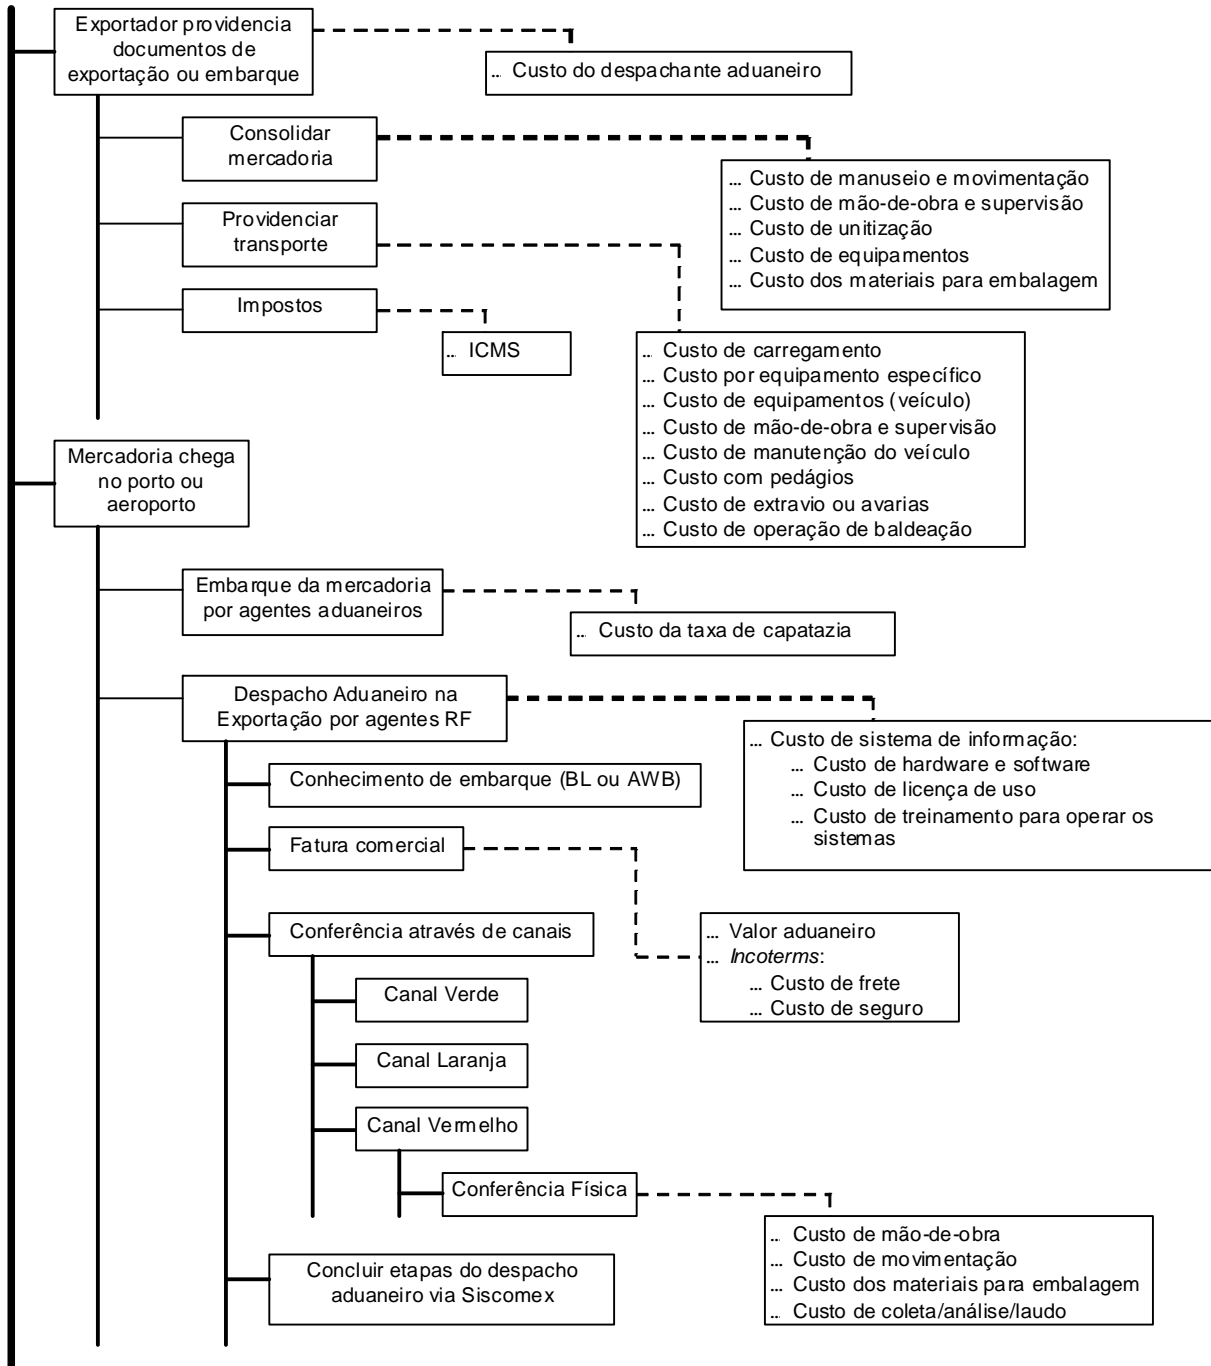 Exportador providencia
documentos de
exportação ou embarque
... Custo do despachante aduaneiro
Consolidar
mercadoria
... Custo de manuseio e movimentação
... Custo de mão-de-obra e supervisão
... Custo de unitização
... Custo de equipamentos
... Custo dos materiais para embalagem
Providenciar
transporte
Impostos
... ICMS
... Custo de carregamento
... Custo por equipamento específico
... Custo de equipamentos (veículo)
... Custo de mão-de-obra e supervisão
... Custo de manutenção do veículo
... Custo com pedágios
... Custo de extravio ou avarias
... Custo de operação de baldeação
Mercadoria chega
no porto ou
aeroporto
Embarque da mercadoria
por agentes aduaneiros
... Custo da taxa de capatazia
Despacho Aduaneiro na
Exportação por agentes RF
... Custo de sistema de informação:
... Custo de hardware e software
... Custo de licença de uso
... Custo de treinamento para operar os
sistemas
Conhecimento de embarque (BL ou AWB)
Fatura comercial
... Valor aduaneiro
... Incoterms:
... Custo de frete
... Custo de seguro
Conferência através de canais
Canal Verde
Canal Laranja
Canal Vermelho
Conferência Física
... Custo de mão-de-obra
... Custo de movimentação
... Custo dos materiais para embalagem
... Custo de coleta/análise/laudo
Concluir etapas do despacho
aduaneiro via Siscomex